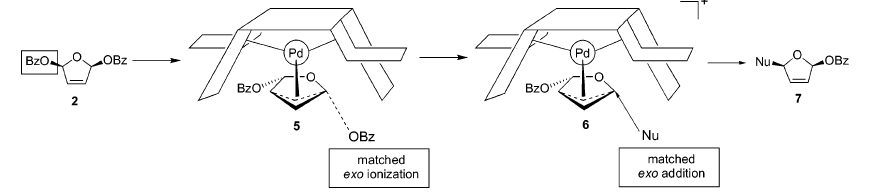 BzO
O
OBz
2
Pd
BzO
O
5
OBz
matched
exo ionization
+
Pd
BzO
O
6
Nu
matched
exo addition
Nu
O
OBz
7